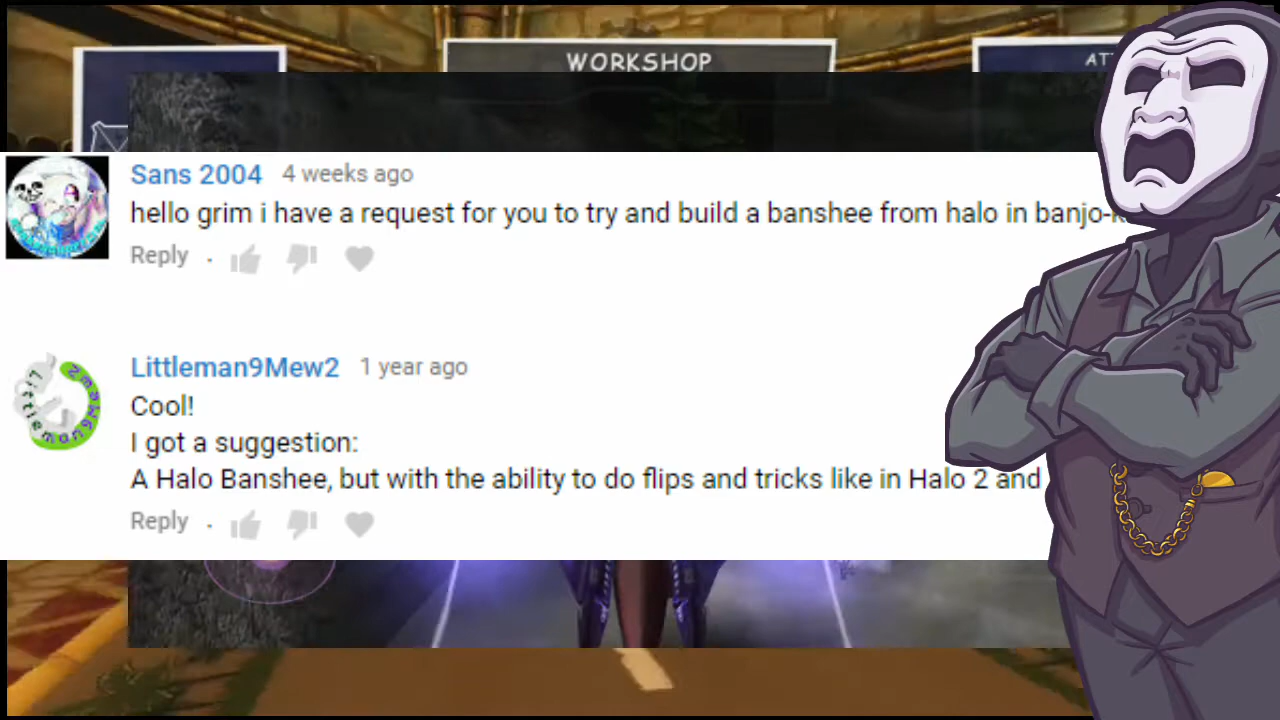 WORKSHOP
Sans 2004 4 weeks ago
hello grim i have a request for you to try and build a banshee from halo in banjo-k
Reply .
Littleman9Mew2 1 year ago
Cool!
I got a suggestion:
A Halo Banshee, but with the ability to do flips and tricks like in Halo 2 and
Reply .